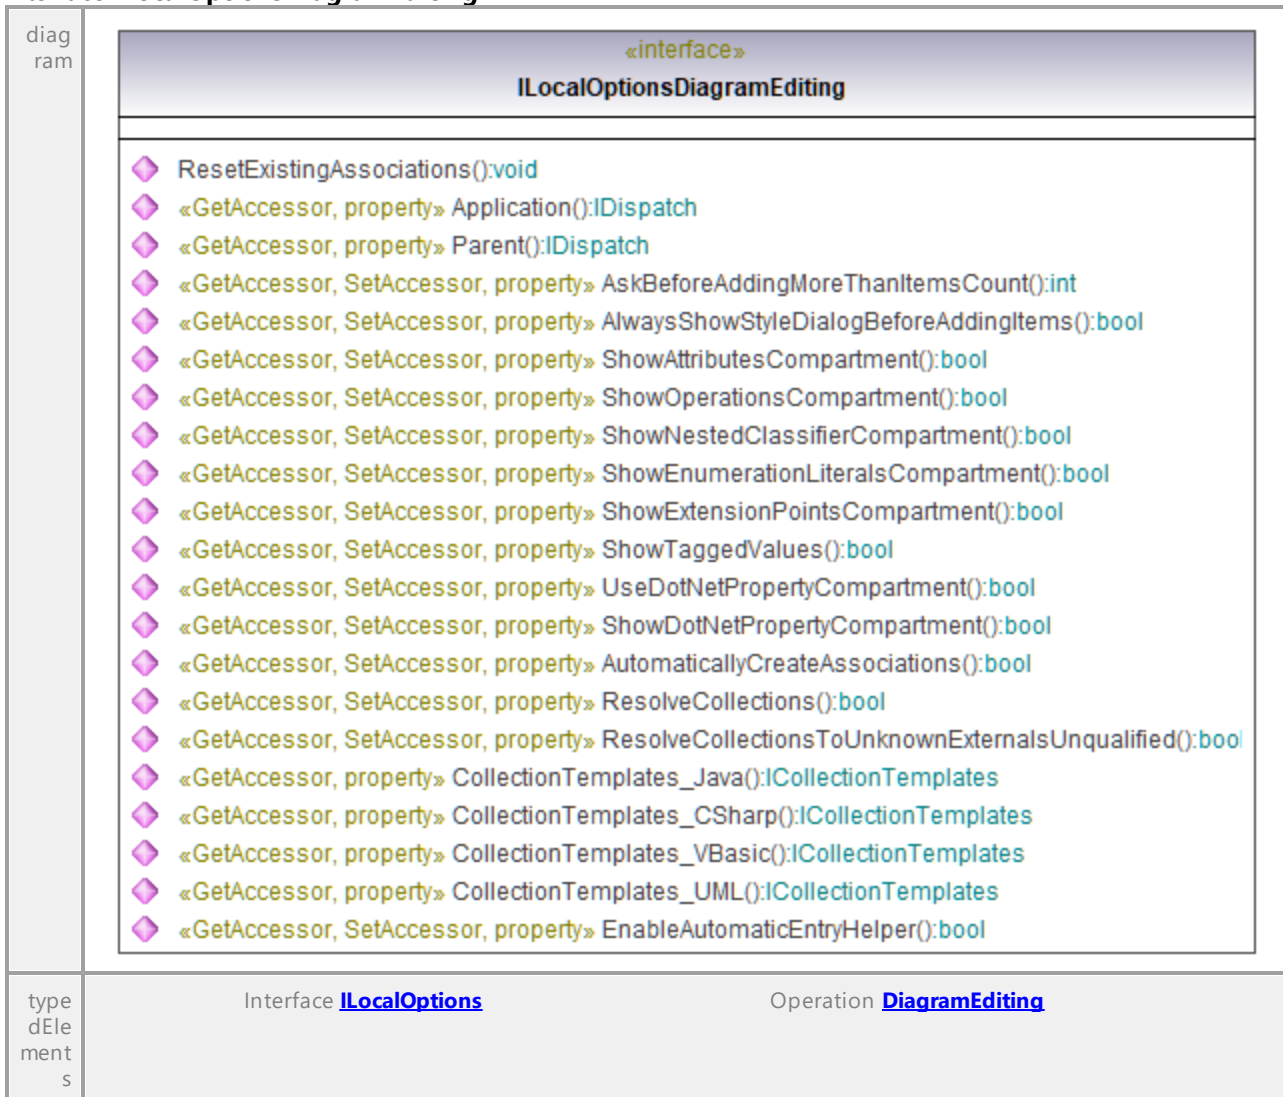 diag
ram
«interface»
ILocalOptionsDiagramEditing
ResetExistingAssociations():void
«GetAccessor, property» Application():IDispatch
«GetAccessor, property» Parent():IDispatch
«GetAccessor, SetAccessor, property» AskBeforeAddingMoreThanItemsCount():int
«GetAccessor, SetAccessor, property» AlwaysShowStyleDialogBeforeAddingItems():bool
«GetAccessor, SetAccessor, property» ShowAttributesCompartment():bool
«GetAccessor, SetAccessor, property» ShowOperationsCompartment():bool
«GetAccessor, SetAccessor, property» ShowNestedClassifierCompartment():bool
«GetAccessor, SetAccessor, property» ShowEnumerationLiteralsCompartment():bool
«GetAccessor, SetAccessor, property» ShowExtensionPointsCompartment():bool
«GetAccessor, SetAccessor, property» ShowTaggedValues():bool
«GetAccessor, SetAccessor, property» UseDotNetPropertyCompartment():bool
«GetAccessor, SetAccessor, property» ShowDotNetPropertyCompartment():bool
«GetAccessor, SetAccessor, property» AutomaticallyCreateAssociations():bool
«GetAccessor, SetAccessor, property» ResolveCollections():bool
«GetAccessor, SetAccessor, property» ResolveCollectionsToUnknownExternalsUnqualified():bool
«GetAccessor, property» CollectionTemplates_Java():ICollectionTemplates
«GetAccessor, property» CollectionTemplates_CSharp():ICollectionTemplates
«GetAccessor, property» CollectionTemplates_VBasic():ICollectionTemplates
«GetAccessor, property» CollectionTemplates_UML():ICollectionTemplates
«GetAccessor, SetAccessor, property» EnableAutomaticEntryHelper():bool
type
dEle
ment
s
Interface ILocalOptions
Operation DiagramEditing